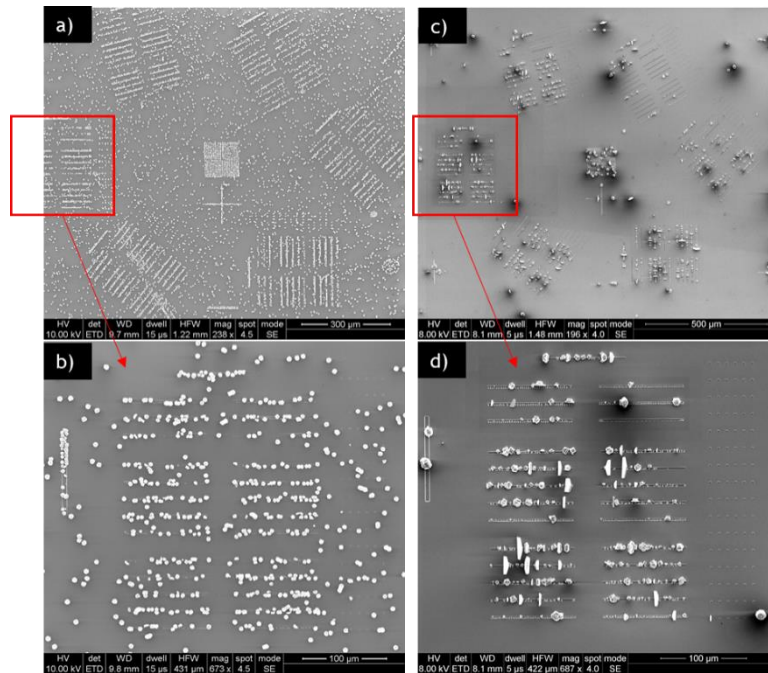 a)
HV det WD dwell HFW mag spot mode
10.00 kV ETD 9.7 mm 15 µs 1.22 mm 238 x 4.5 SE
300 µm
c)
HV det WD dwell HFW mag spot mode
8.00 kV ETD 8.1 mm 5 µs 1.48 mm 196 x 4.0 SE
500 µm
b)
HV det WD dwell HFW mag spot mode
10.00 kV ETD 9.8 mm 15 µs 431 µm 673 x 4.5 SE
100 µm
d)
HV det WD dwell HFW mag spot mode
8.00 kV ETD 8.1 mm 5 µs 422 µm 687 x 4.0 SE
100 µm